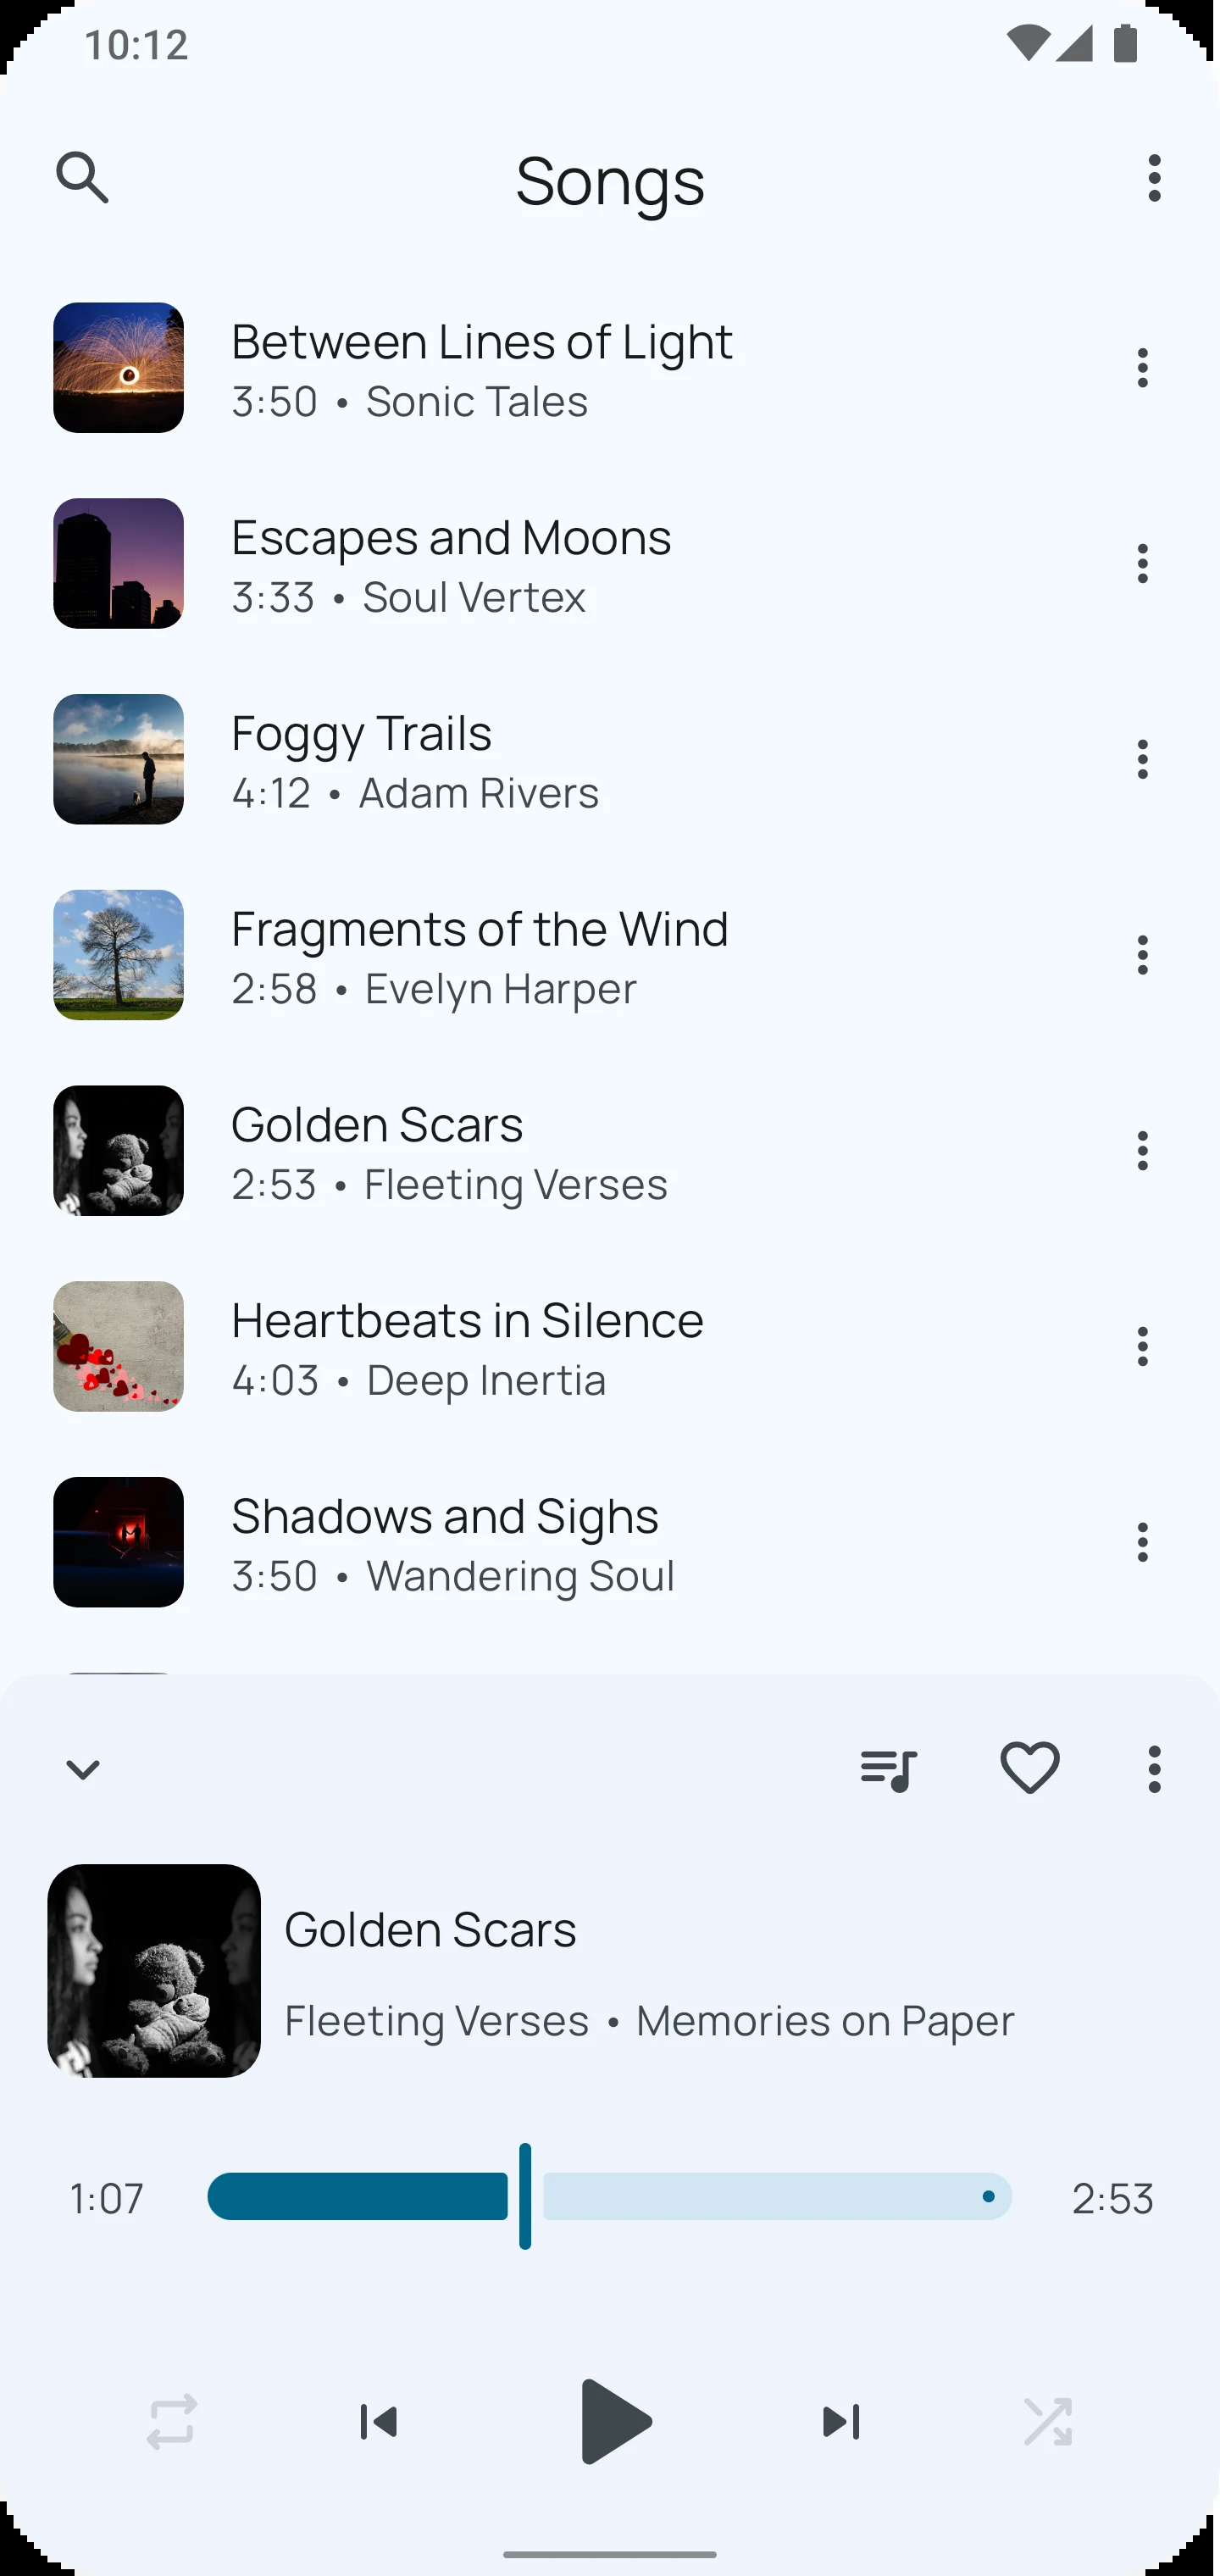 10:12
Songs
Between Lines of Light
3:50 • Sonic Tales
Escapes and Moons
3:33 • Soul Vertex
Foggy Trails
4:12 • Adam Rivers
Fragments of the Wind
2:58 • Evelyn Harper
Golden Scars
2:53 • Fleeting Verses
Heartbeats in Silence
4:03 • Deep Inertia
Shadows and Sighs
3:50 • Wandering Soul
Golden Scars
Fleeting Verses • Memories on Paper
1:07 2:53